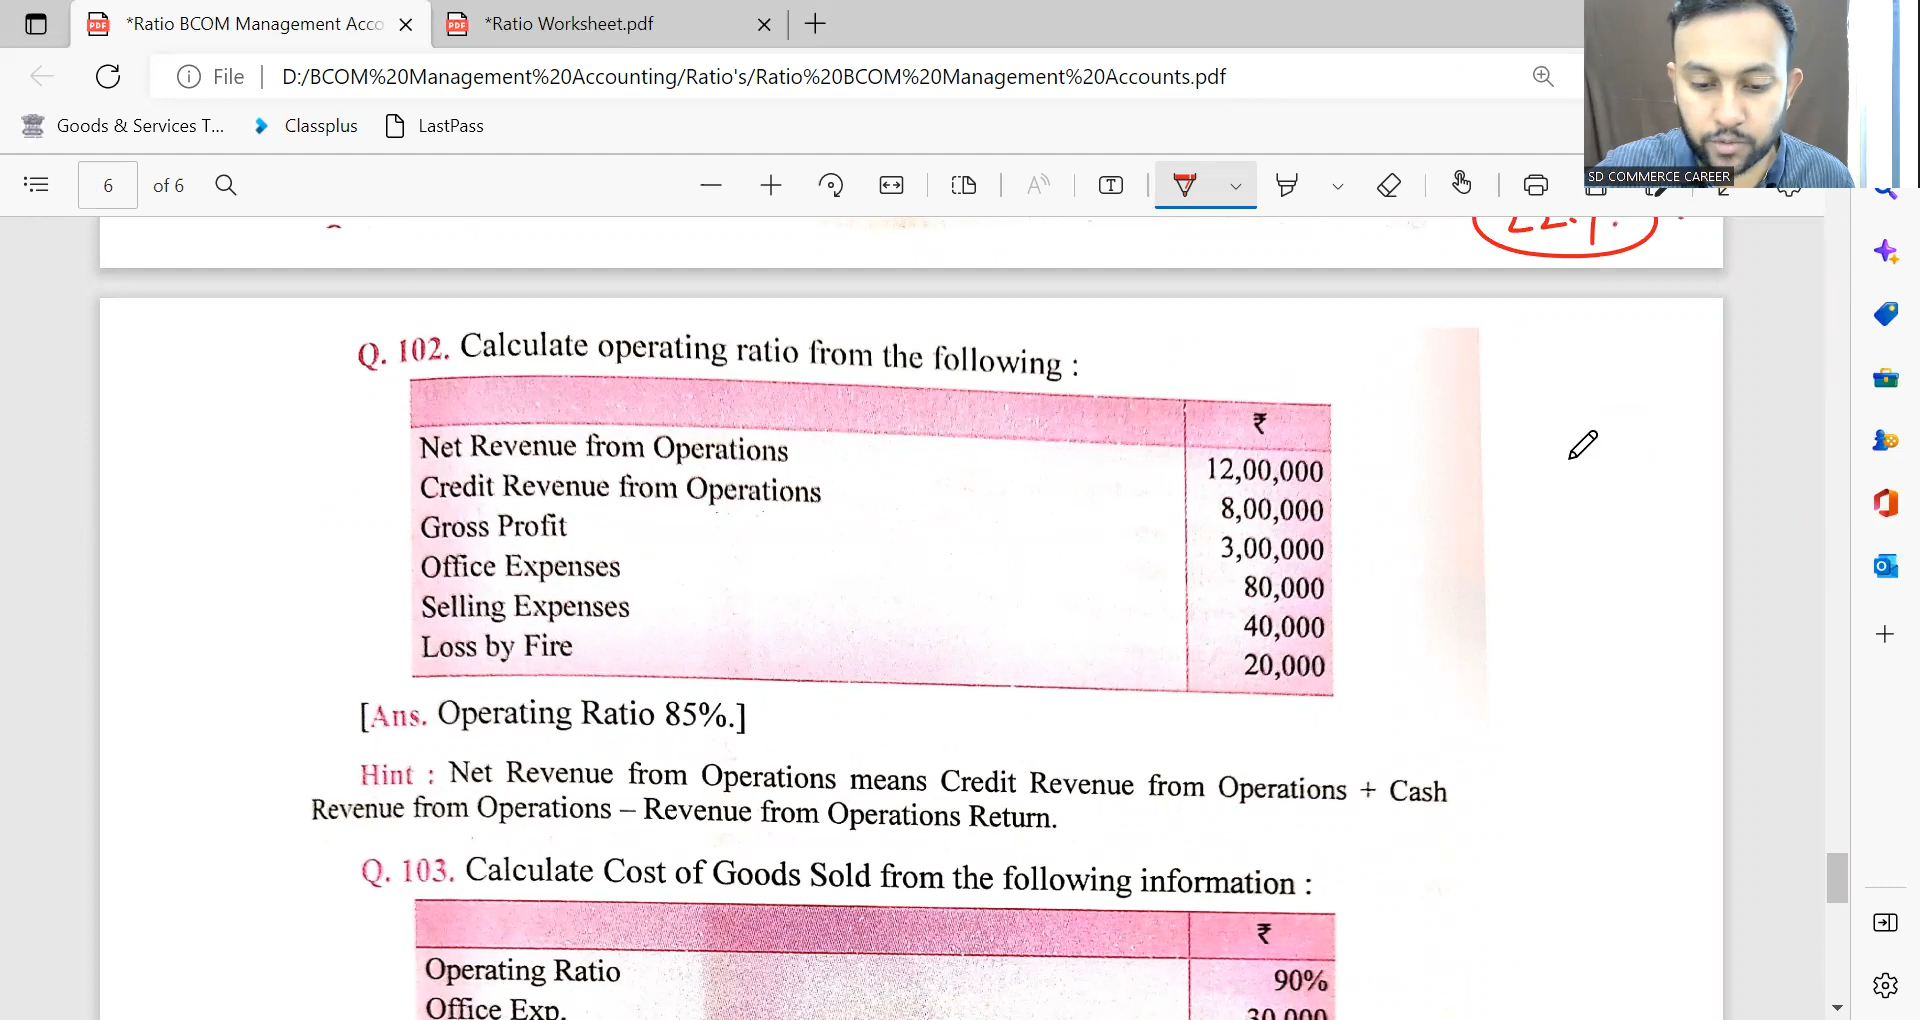 *Ratio BCOM Management Acco
*Ratio Worksheet.pdf
File
D:/BCOM%20Management%20Accounting/Ratio's/Ratio%20BCOM%20Management%20Accounts.pdf
Goods & Services T...
Classplus
LastPass
6 of 6
SD COMMERCE CAREER
Q. 102. Calculate operating ratio from the following :
₹
Net Revenue from Operations 12,00,000
Credit Revenue from Operations 8,00,000
Gross Profit 3,00,000
Office Expenses 80,000
Selling Expenses 40,000
Loss by Fire 20,000
[Ans. Operating Ratio 85%.]
Hint : Net Revenue from Operations means Credit Revenue from Operations + Cash
Revenue from Operations – Revenue from Operations Return.
Q. 103. Calculate Cost of Goods Sold from the following information :
₹
Operating Ratio 90%
Office Exp. 30,000